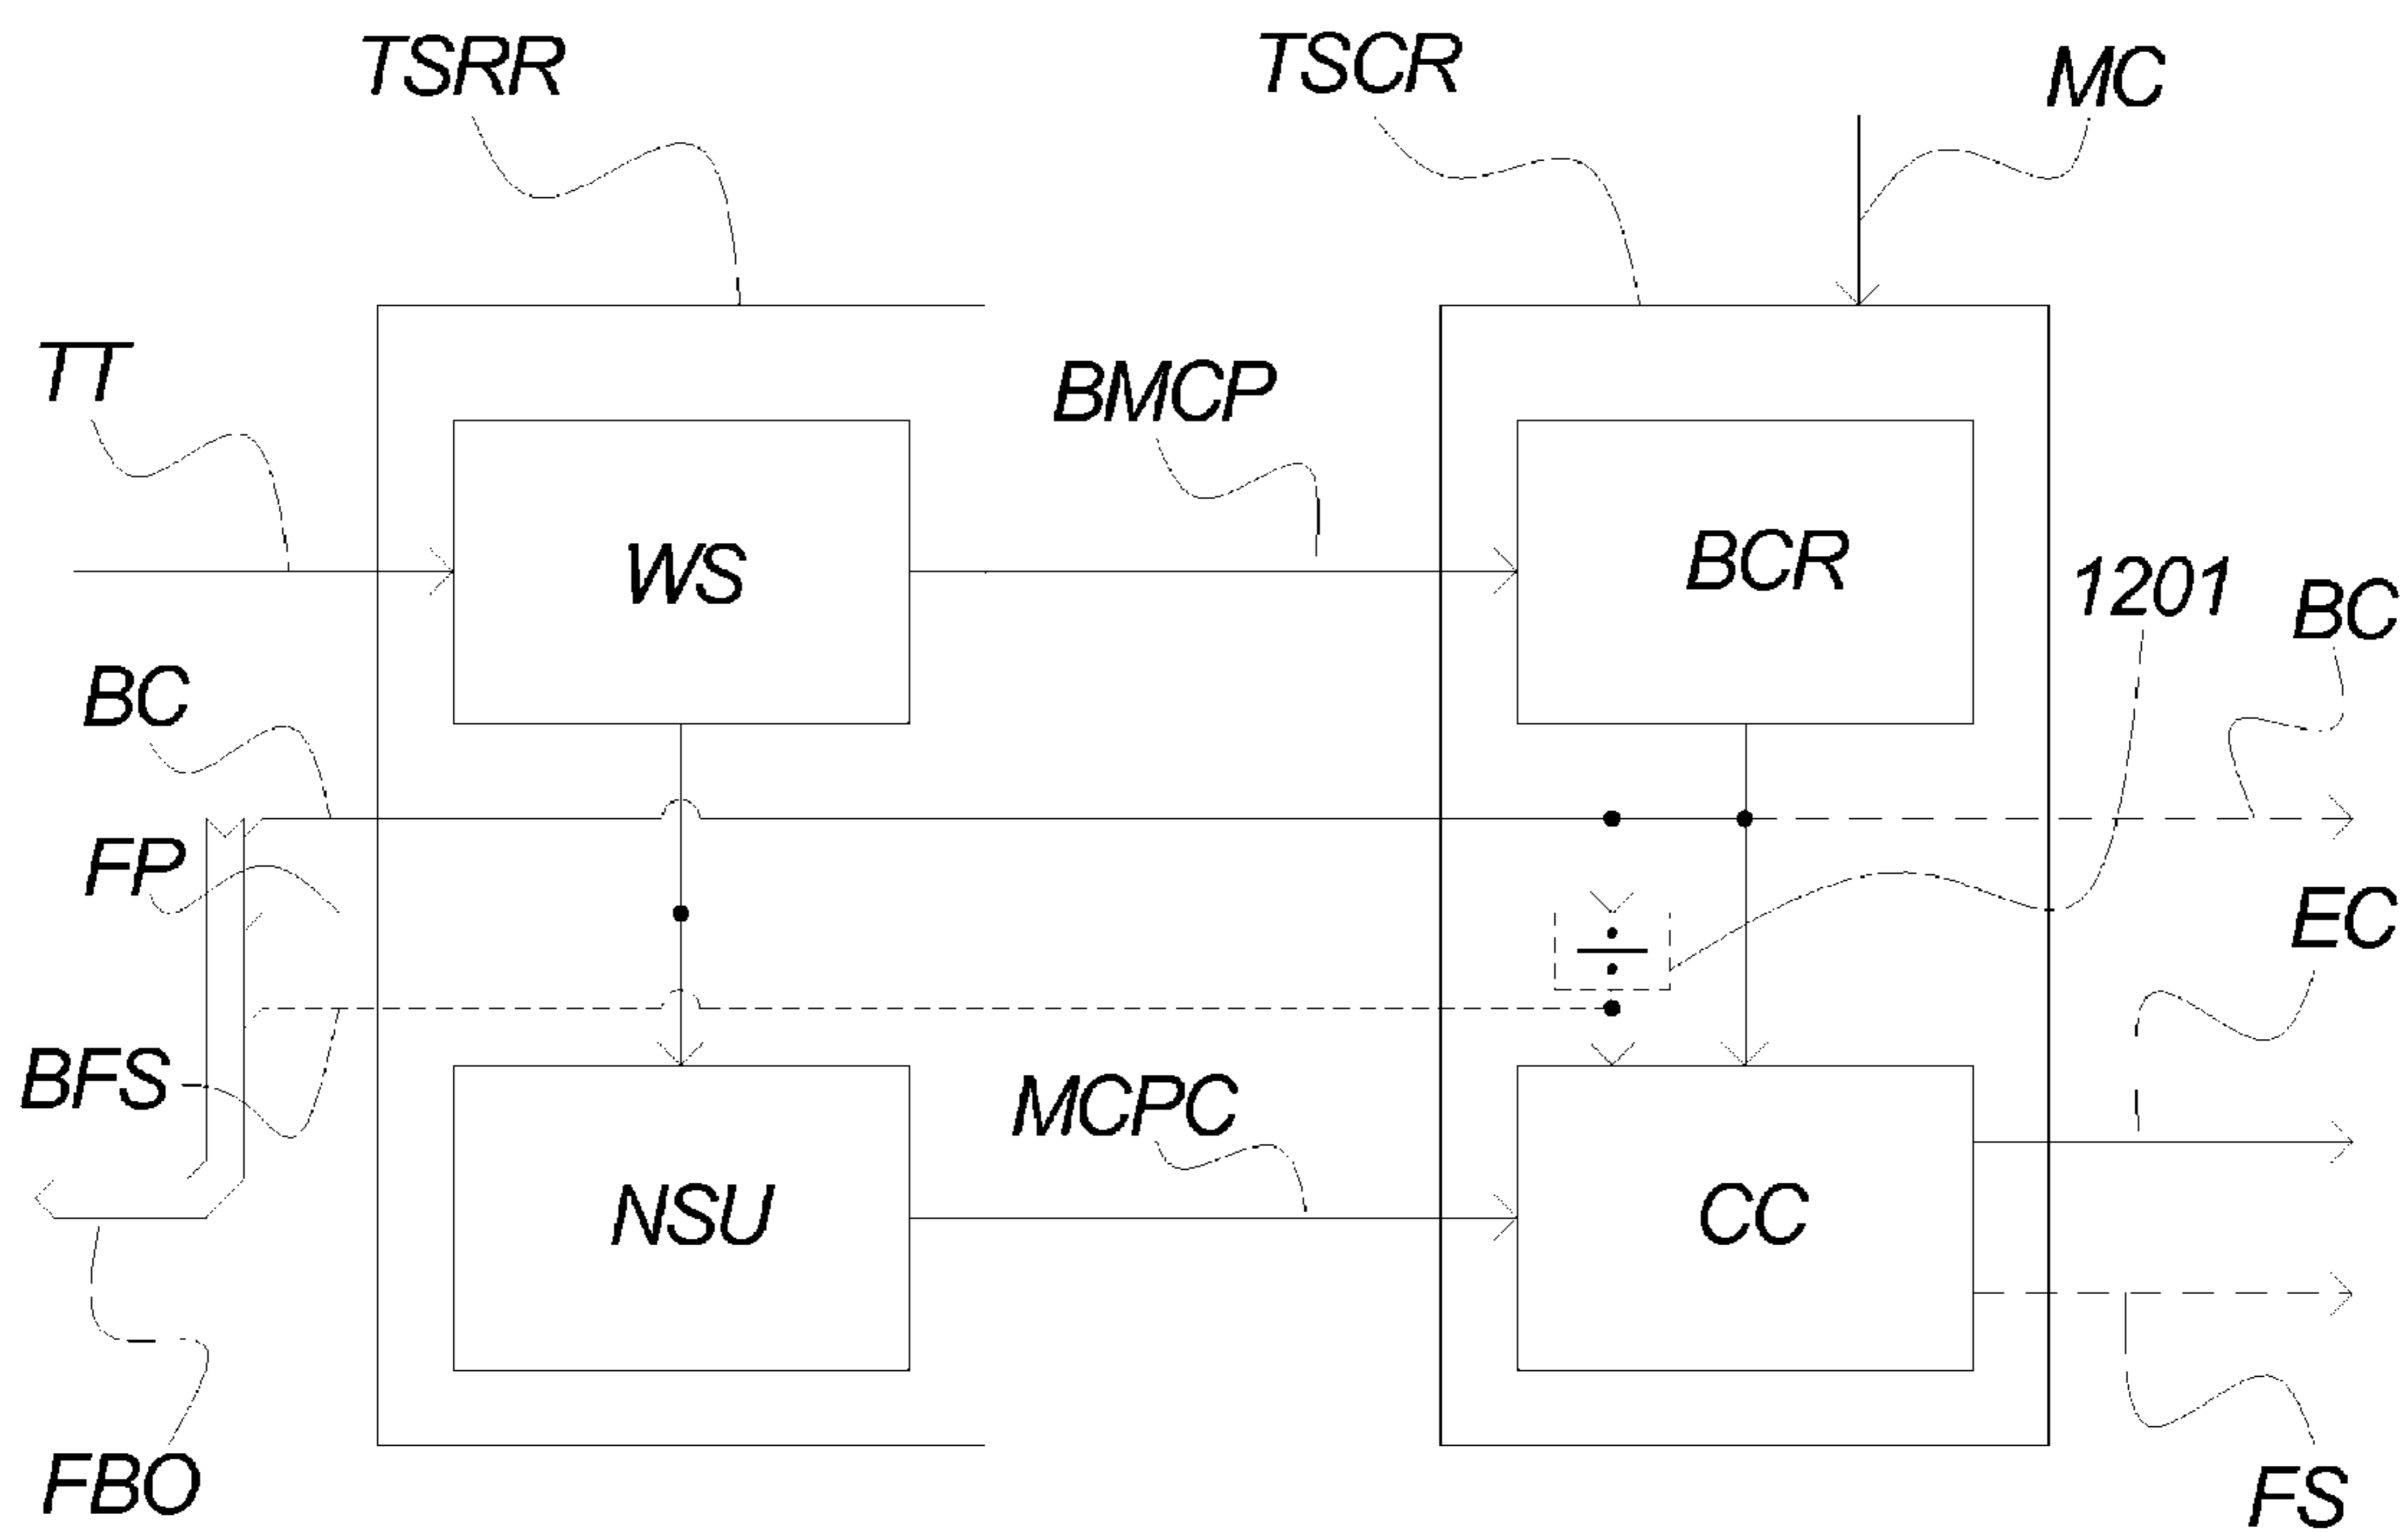 TSRR
TSCR
MC
TT
BMCP
WS
BCR
1201
BC
BC
FP
EC
BFS
MCPC
NSU
CC
FBO
FS